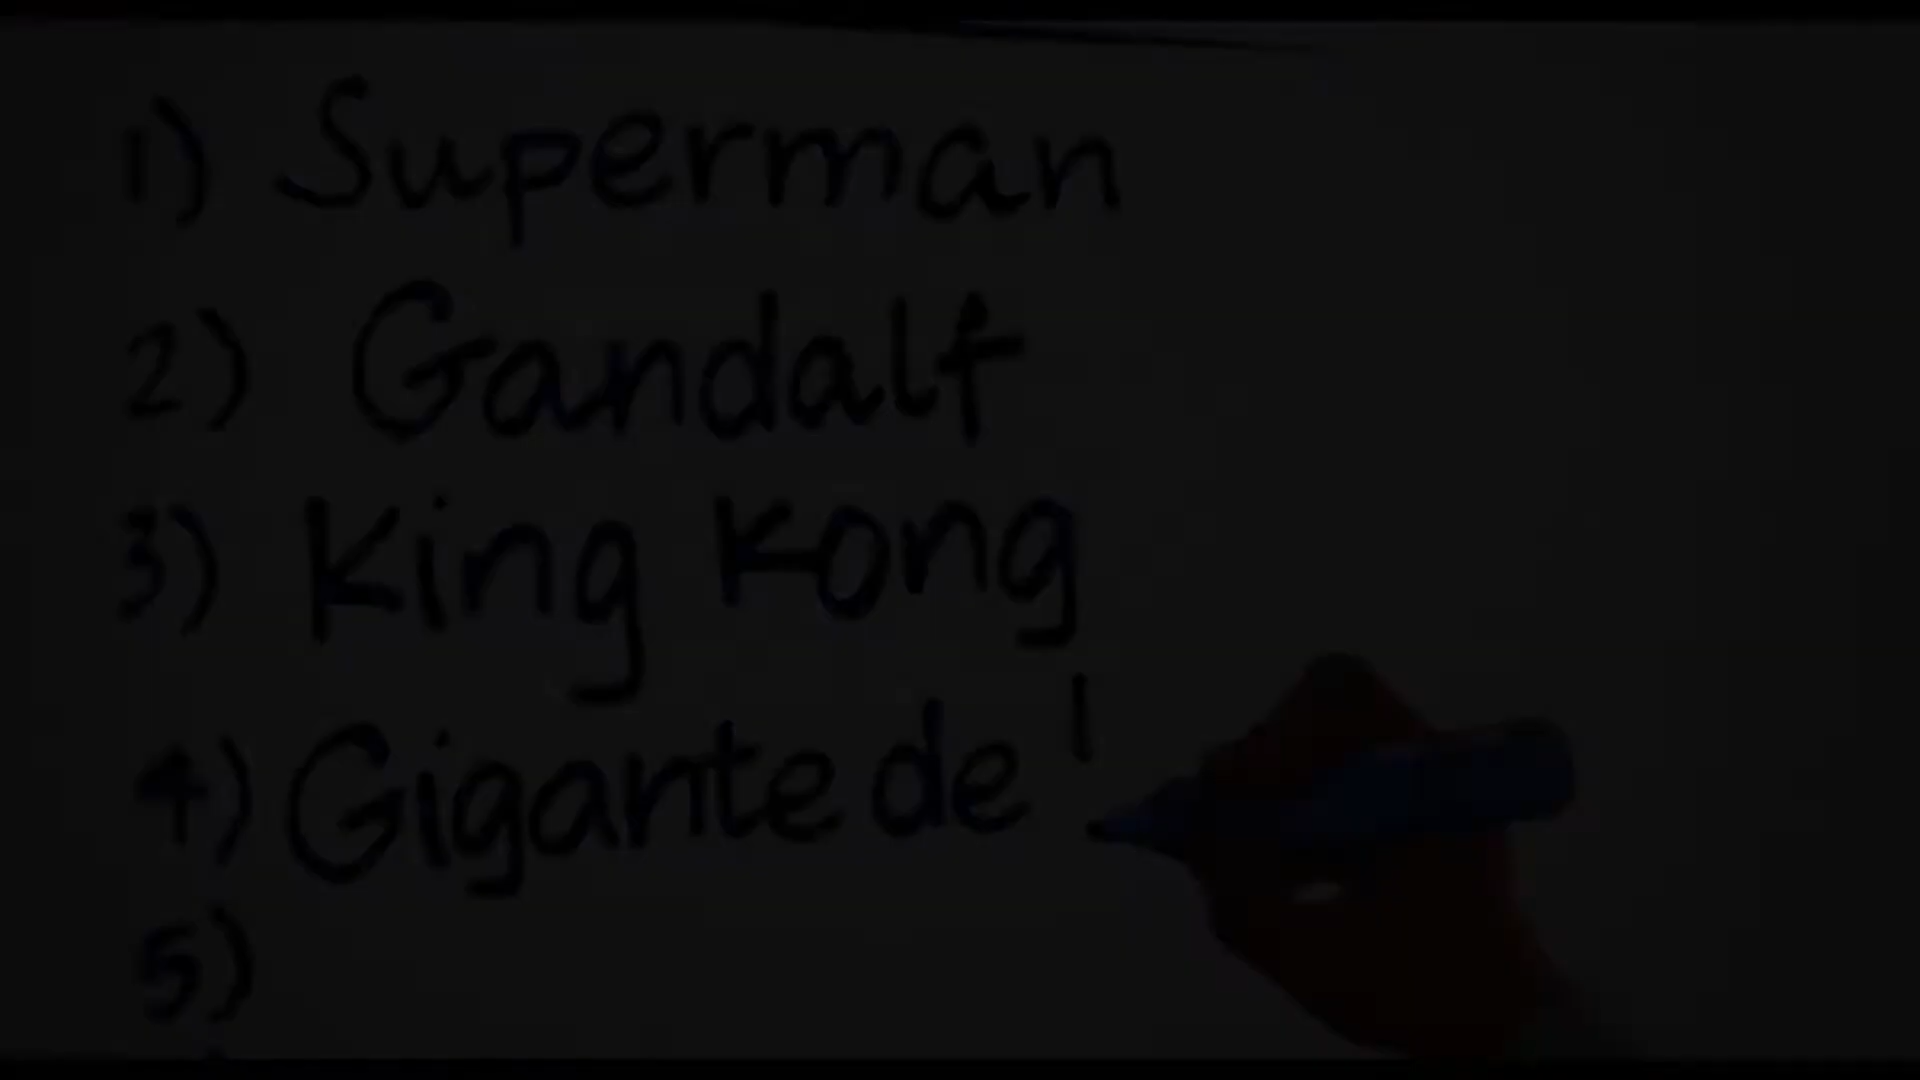 1) Superman
2) Gandalf
3) King Kong
4) Gigante de l
5)